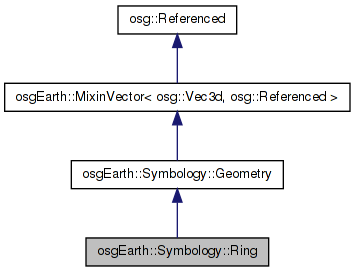 osg::Referenced
osgEarth::MixinVector< osg::Vec3d, osg::Referenced >
osgEarth::Symbology::Geometry
osgEarth::Symbology::Ring